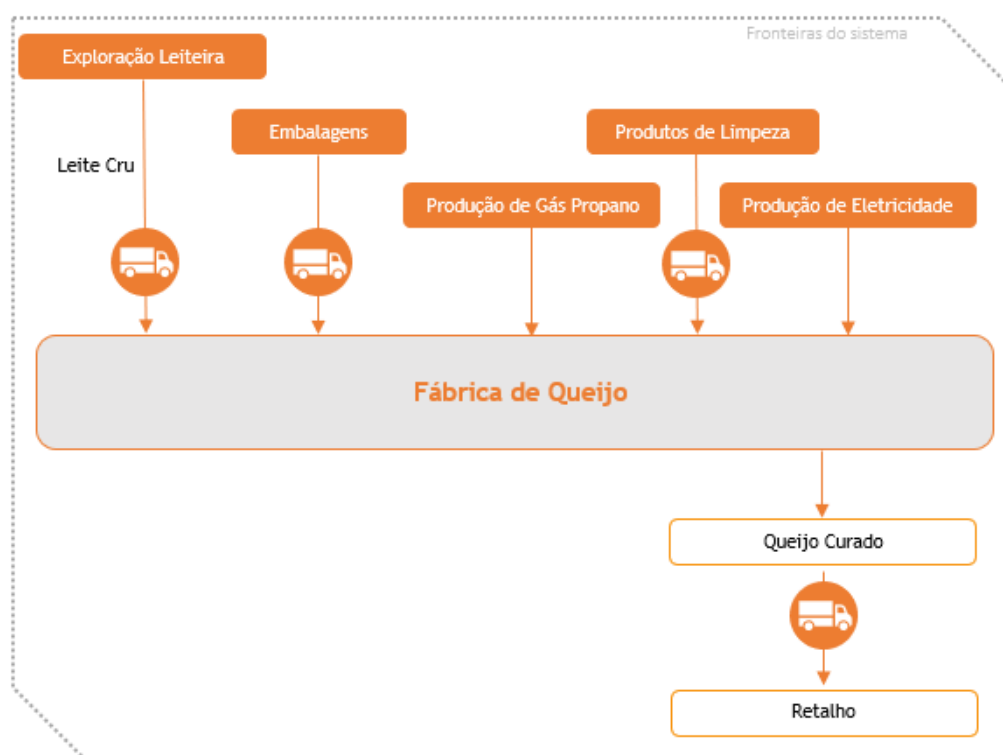 Fronteiras do sistema
Exploração Leiteira
Embalagens
Produtos de Limpeza
Leite Cru
Produção de Gás Propano
Produção de Eletricidade
Fábrica de Queijo
Queijo Curado
Retalho